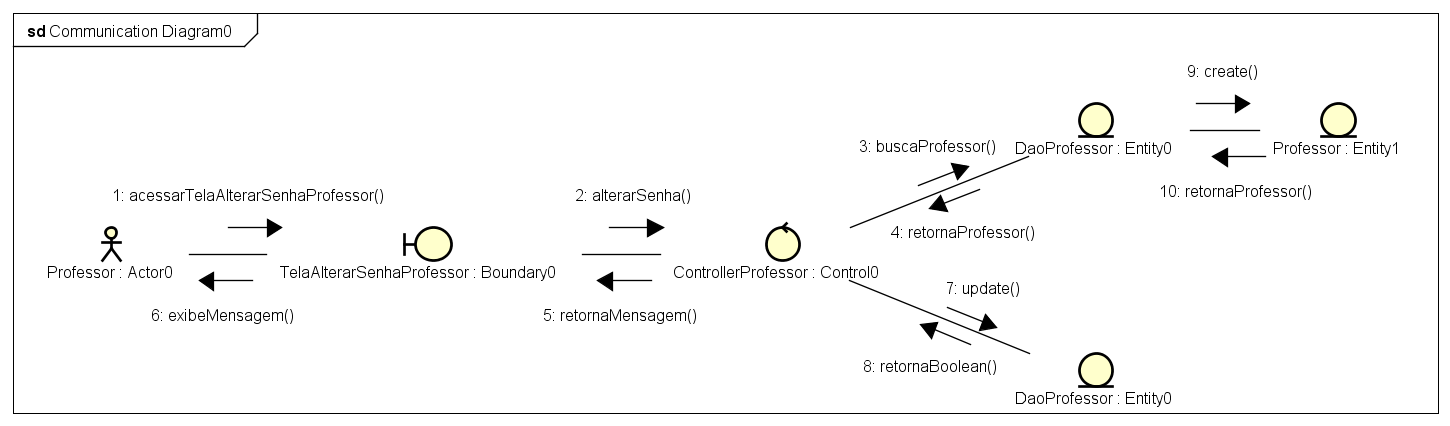 sd Communication Diagram0
9: create()
3: buscaProfessor()
DaoProfessor : Entity0
Professor : Entity1
1: acessarTelaAlterarSenhaProfessor()
2: alterarSenha()
10: retornaProfessor()
4: retornaProfessor()
Professor : Actor0
TelaAlterarSenhaProfessor : Boundary0
ControllerProfessor : Control0
7: update()
6: exibeMensagem()
5: retornaMensagem()
8: retornaBoolean()
DaoProfessor : Entity0